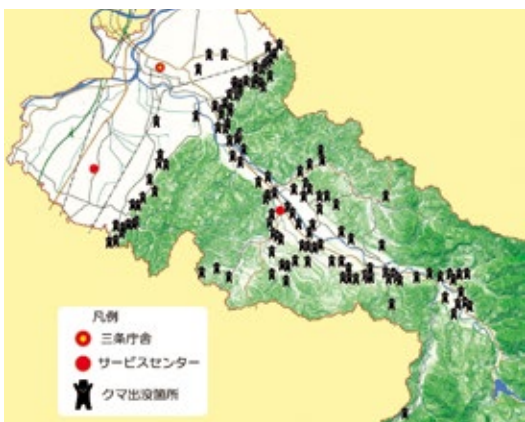 凡例
三条庁舎
サービスセンター
クマ出没箇所